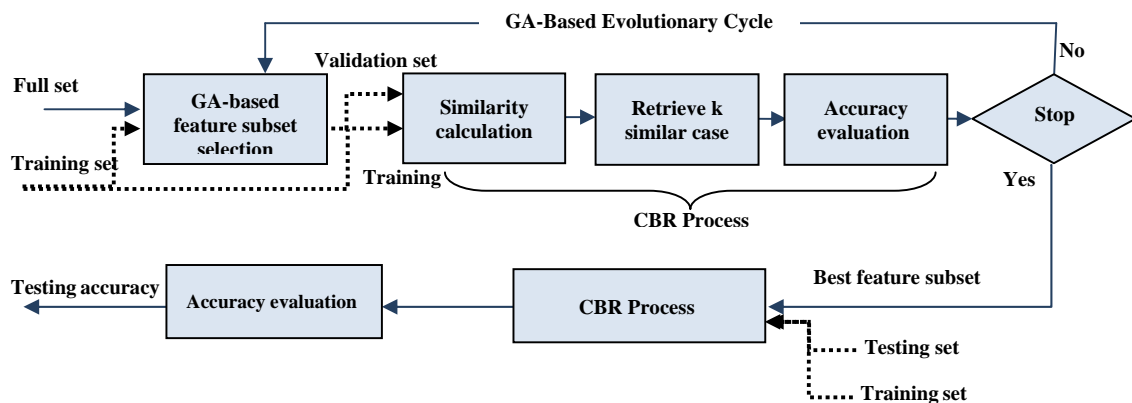 GA-Based Evolutionary Cycle
No
Validation set
Full set
GA-based
feature subset
selection
Similarity
calculation
Retrieve k
similar case
Accuracy
evaluation
Stop
Training set
Training
Yes
CBR Process
Best feature subset
Testing accuracy
Accuracy evaluation
CBR Process
Testing set
Training set